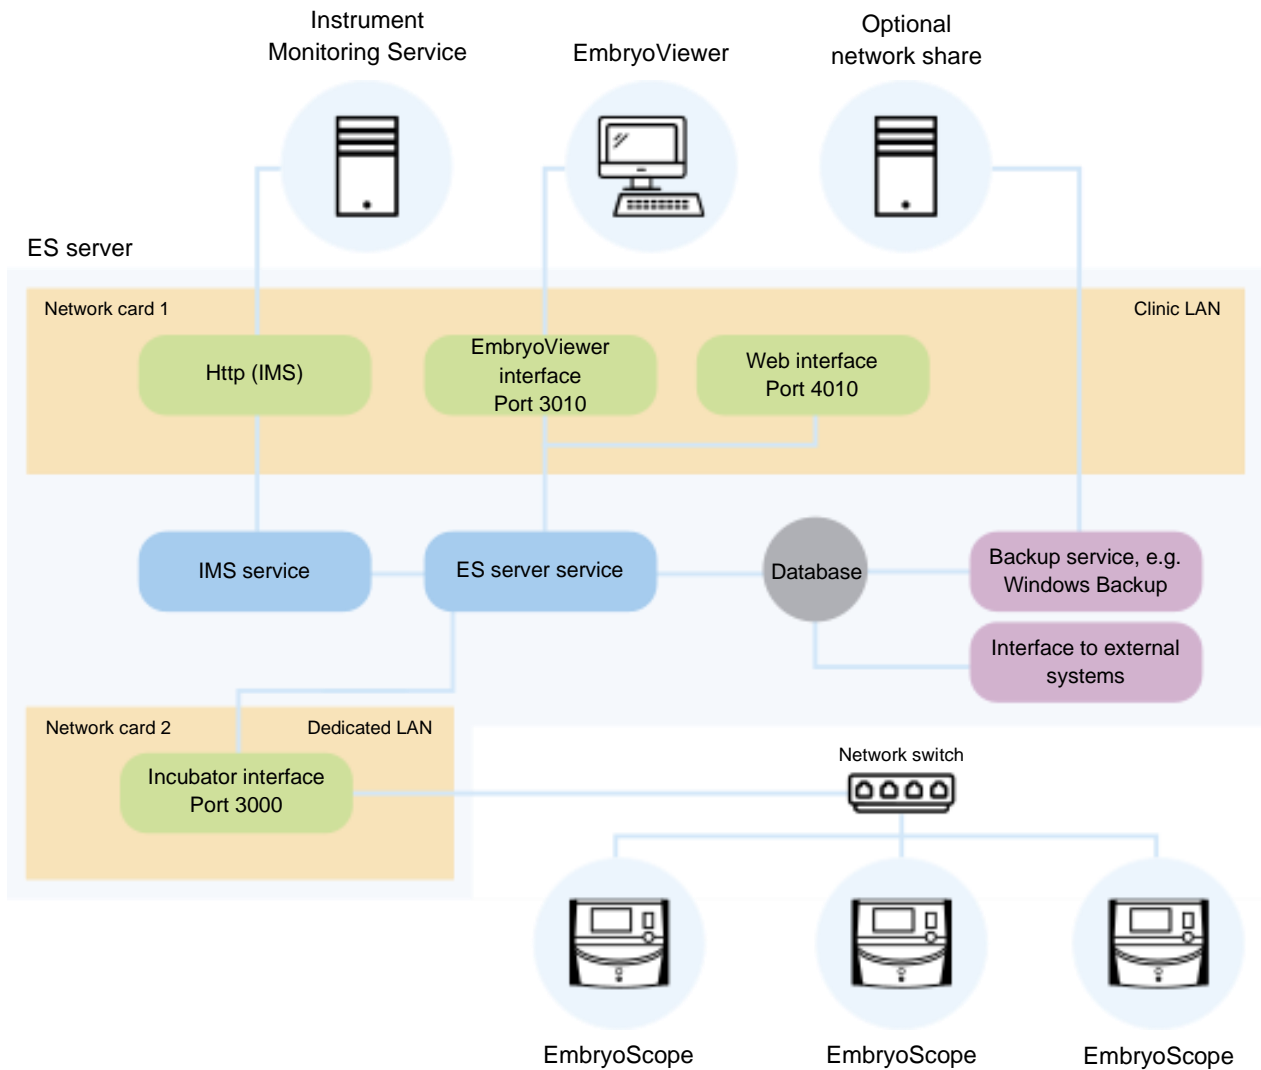 Instrument
Monitoring Service
EmbryoViewer
Optional
network share
ES server
Network card 1
Clinic LAN
Http (IMS)
EmbryoViewer
interface
Port 3010
Web interface
Port 4010
IMS service
ES server service
Database
Backup service, e.g.
Windows Backup
Interface to external
systems
Network card 2
Dedicated LAN
Incubator interface
Port 3000
Network switch
EmbryoScope
EmbryoScope
EmbryoScope